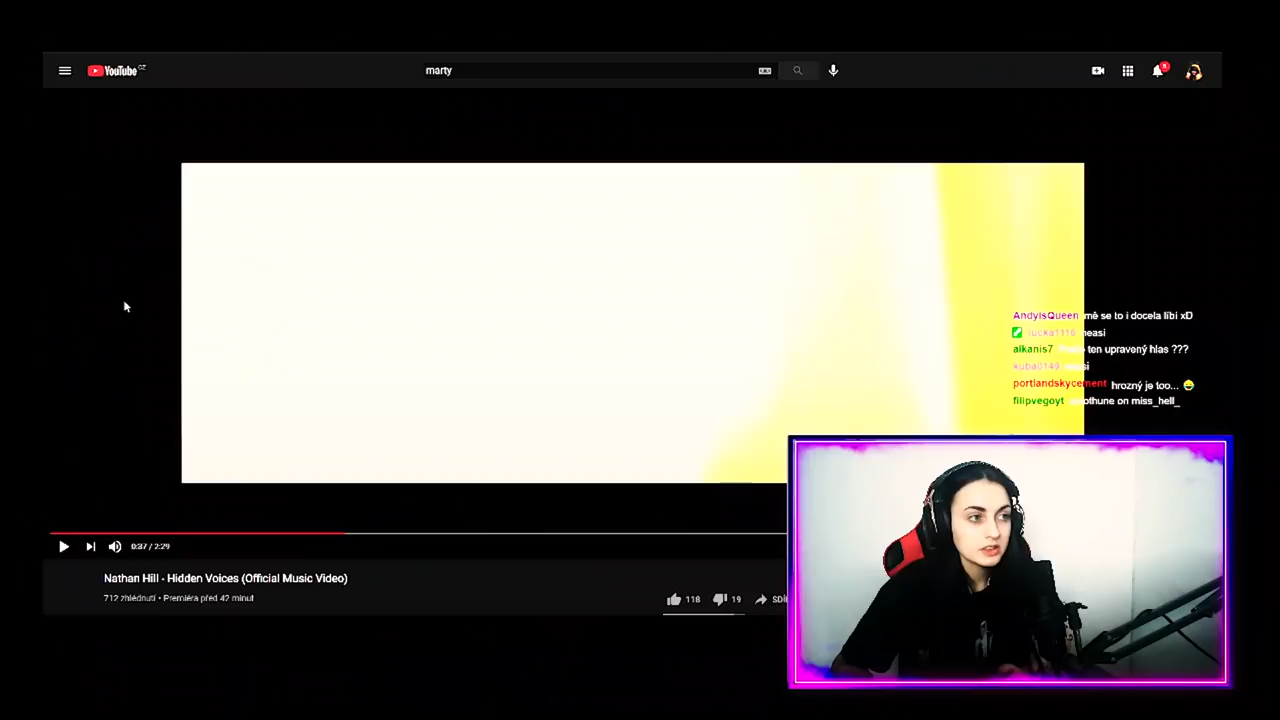 YouTube CZ
marty
5
AndyIsQueen mě se to i docela líbí xD
lucka1116 neasi
alkanis7 ten upravený hlas ???
kuba0149
portlandskycement hrozný je too...
filipvegoyt on miss_hell_
0:37 / 2:29
Nathan Hill - Hidden Voices (Official Music Video)
712 zhlédnutí • Premiéra před 42 minut
118
19
SDÍ